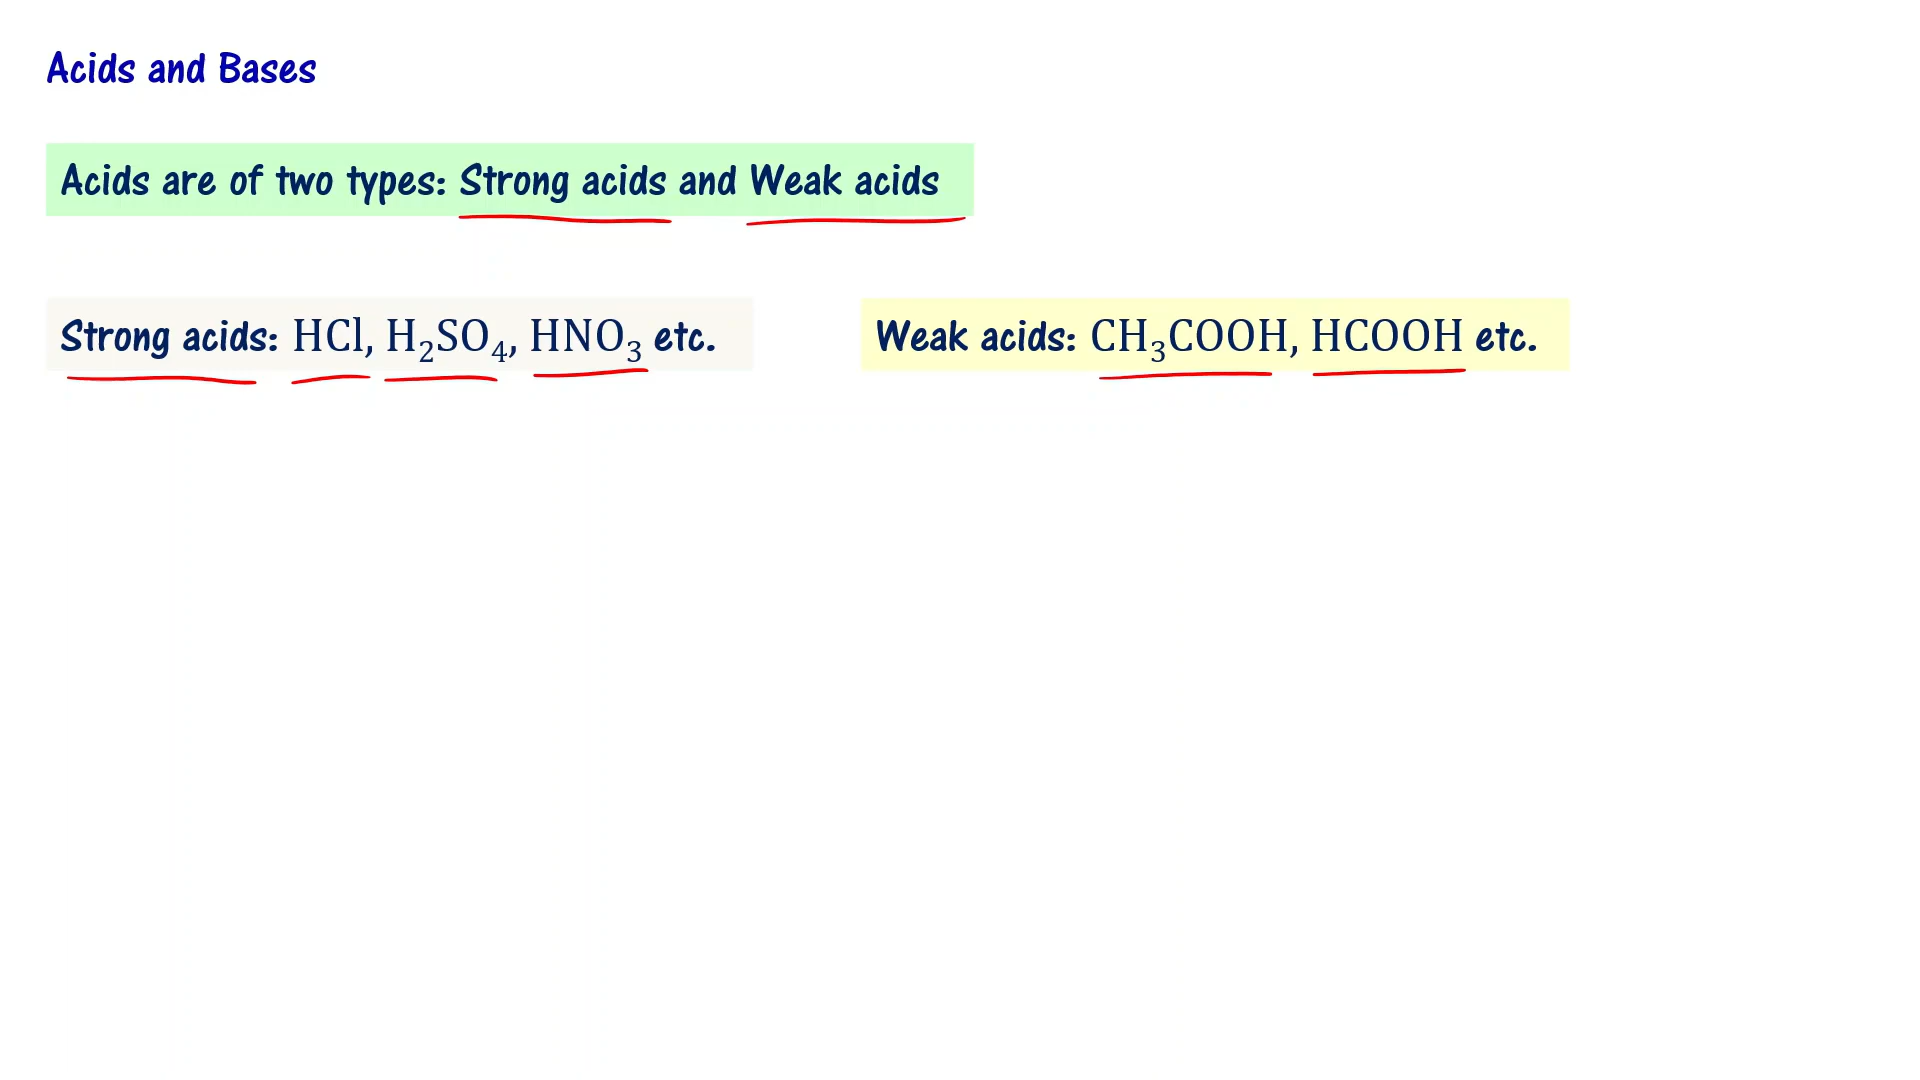 Acids and Bases
Acids are of two types: Strong acids and Weak acids
Strong acids: HCl, H₂SO₄, HNO₃ etc.
Weak acids: CH₃COOH, HCOOH etc.